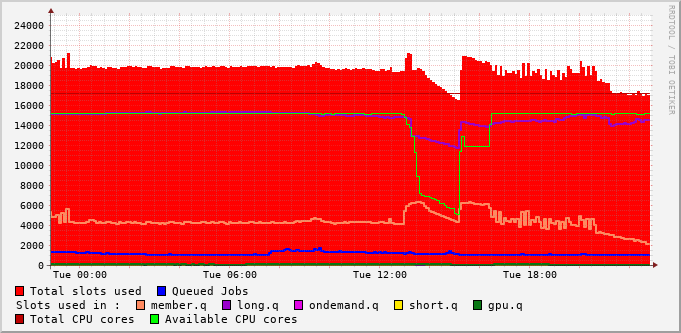 24000
22000
20000
18000
16000
14000
12000
10000
8000
6000
4000
2000
0
Tue 00:00 Tue 06:00 Tue 12:00 Tue 18:00
RRDTOOL / TOBI OETIKER
Total slots used Queued Jobs
Slots used in : member.q long.q ondemand.q short.q gpu.q
Total CPU cores Available CPU cores